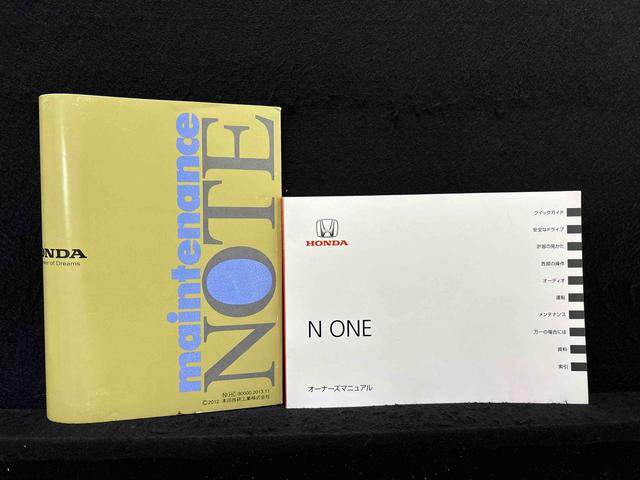 maintenance
NOTE
ONDA
er of Dreams
©2012 本田技研工業株式会社
HONDA
N ONE
オーナーズマニュアル
クイックガイド
安全なドライブ
計器の見かた
各部の操作
オーディオ
運転
メンテナンス
万一の場合には
資料
索引